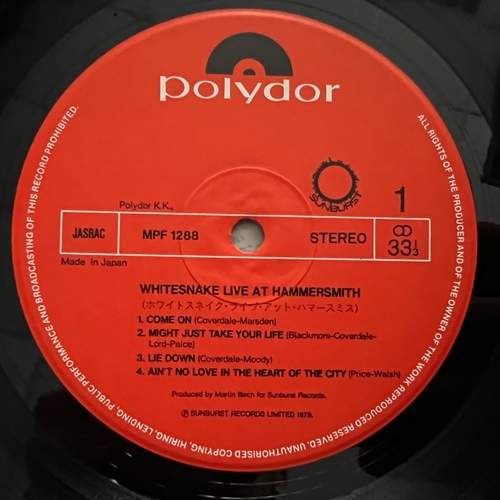 polydor
SUNBURST
1
Polydor K.K.,
JASRAC
MPF 1288
STEREO
33 1/3
Made in Japan
WHITESNAKE LIVE AT HAMMERSMITH
(ホワイトスネイク・ライブ・アット・ハマースミス)
1. COME ON (Coverdale-Marsden)
2. MIGHT JUST TAKE YOUR LIFE (Blackmore-Coverdale-
Lord-Paice)
3. LIE DOWN (Coverdale-Moody)
4. AIN'T NO LOVE IN THE HEART OF THE CITY (Price-Walsh)
Produced by Martin Birch for Sunburst Records.
Ⓟ SUNBURST RECORDS LIMITED 1978.
ALL RIGHTS OF THE PRODUCER AND OF THE OWNER OF THE WORK REPRODUCED RESERVED. UNAUTHORISED COPYING, HIRING, LENDING, PUBLIC PERFORMANCE AND BROADCASTING OF THIS RECORD PROHIBITED.